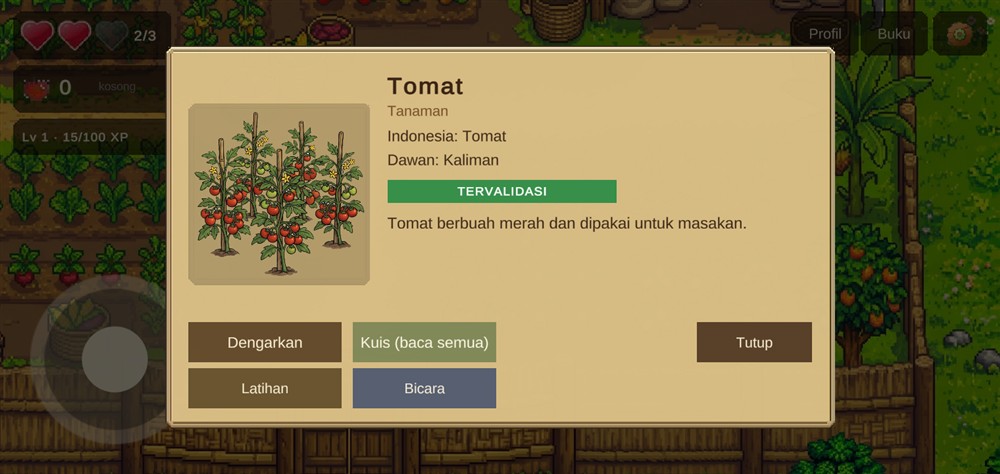 2/3
Profil
Buku
0
kosong
Lv 1 · 15/100 XP
Tomat
Tanaman
Indonesia: Tomat
Dawan: Kaliman
TERVALIDASI
Tomat berbuah merah dan dipakai untuk masakan.
Dengarkan
Kuis (baca semua)
Tutup
Latihan
Bicara